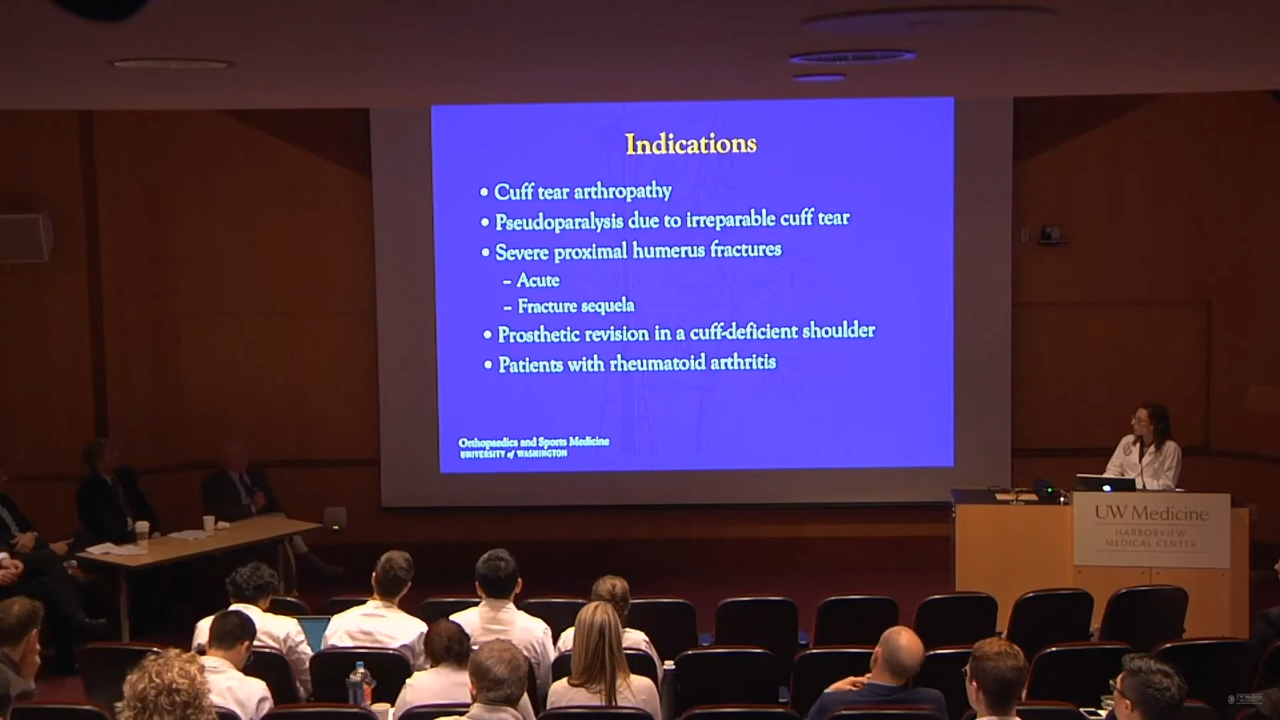 Indications
• Cuff tear arthropathy
• Pseudoparalysis due to irreparable cuff tear
• Severe proximal humerus fractures
– Acute
– Fracture sequela
• Prosthetic revision in a cuff-deficient shoulder
• Patients with rheumatoid arthritis
Orthopaedics and Sports Medicine
UNIVERSITY of WASHINGTON
UW Medicine
HARBORVIEW
MEDICAL CENTER
UW Medicine